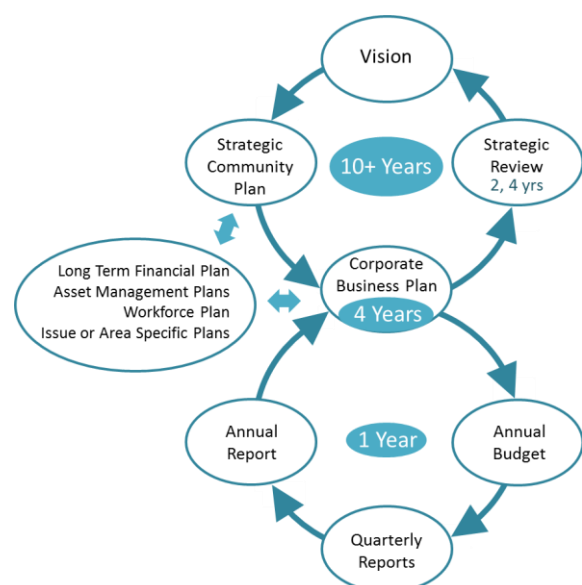 Vision
Strategic
Community
Plan
10+ Years
Strategic
Review
2, 4 yrs
Long Term Financial Plan
Asset Management Plans
Workforce Plan
Issue or Area Specific Plans
Corporate
Business Plan
4 Years
Annual
Report
1 Year
Annual
Budget
Quarterly
Reports